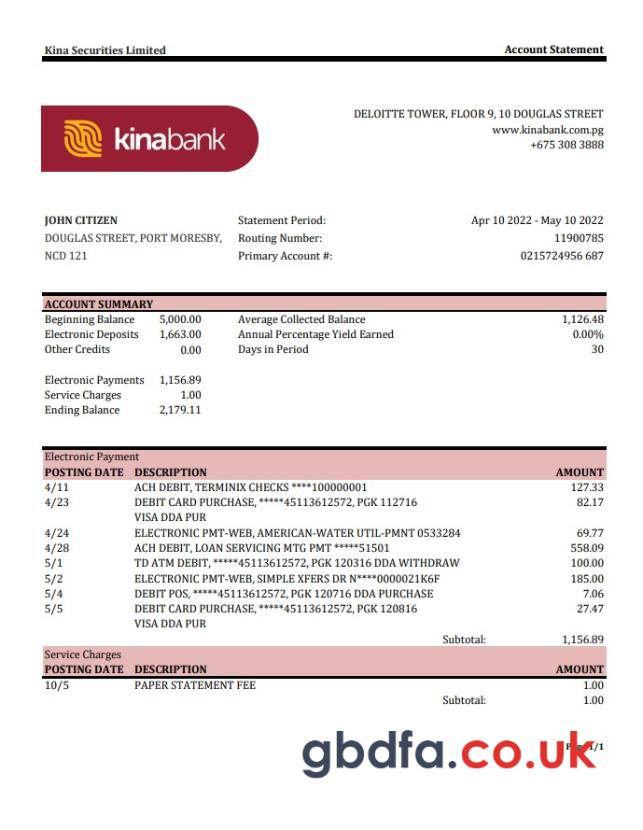 Kina Securities Limited Account Statement
kinabank
DELOITTE TOWER, FLOOR 9, 10 DOUGLAS STREET
www.kinabank.com.pg
+675 308 3888
JOHN CITIZEN Statement Period: Apr 10 2022 - May 10 2022
DOUGLAS STREET, PORT MORESBY, Routing Number: 11900785
NCD 121 Primary Account #: 0215724956 687
ACCOUNT SUMMARY
Beginning Balance 5,000.00 Average Collected Balance 1,126.48
Electronic Deposits 1,663.00 Annual Percentage Yield Earned 0.00%
Other Credits 0.00 Days in Period 30
Electronic Payments 1,156.89
Service Charges 1.00
Ending Balance 2,179.11
Electronic Payment
POSTING DATE DESCRIPTION AMOUNT
4/11 ACH DEBIT, TERMINIX CHECKS ****100000001 127.33
4/23 DEBIT CARD PURCHASE, *****45113612572, PGK 112716 82.17
VISA DDA PUR
4/24 ELECTRONIC PMT-WEB, AMERICAN-WATER UTIL-PMNT 0533284 69.77
4/28 ACH DEBIT, LOAN SERVICING MTG PMT *****51501 558.09
5/1 TD ATM DEBIT, *****45113612572, PGK 120316 DDA WITHDRAW 100.00
5/2 ELECTRONIC PMT-WEB, SIMPLE XFERS DR N****0000021K6F 185.00
5/4 DEBIT POS, *****45113612572, PGK 120716 DDA PURCHASE 7.06
5/5 DEBIT CARD PURCHASE, *****45113612572, PGK 120816 27.47
VISA DDA PUR
Subtotal: 1,156.89
Service Charges
POSTING DATE DESCRIPTION AMOUNT
10/5 PAPER STATEMENT FEE 1.00
Subtotal: 1.00
gbdfa.co.uk